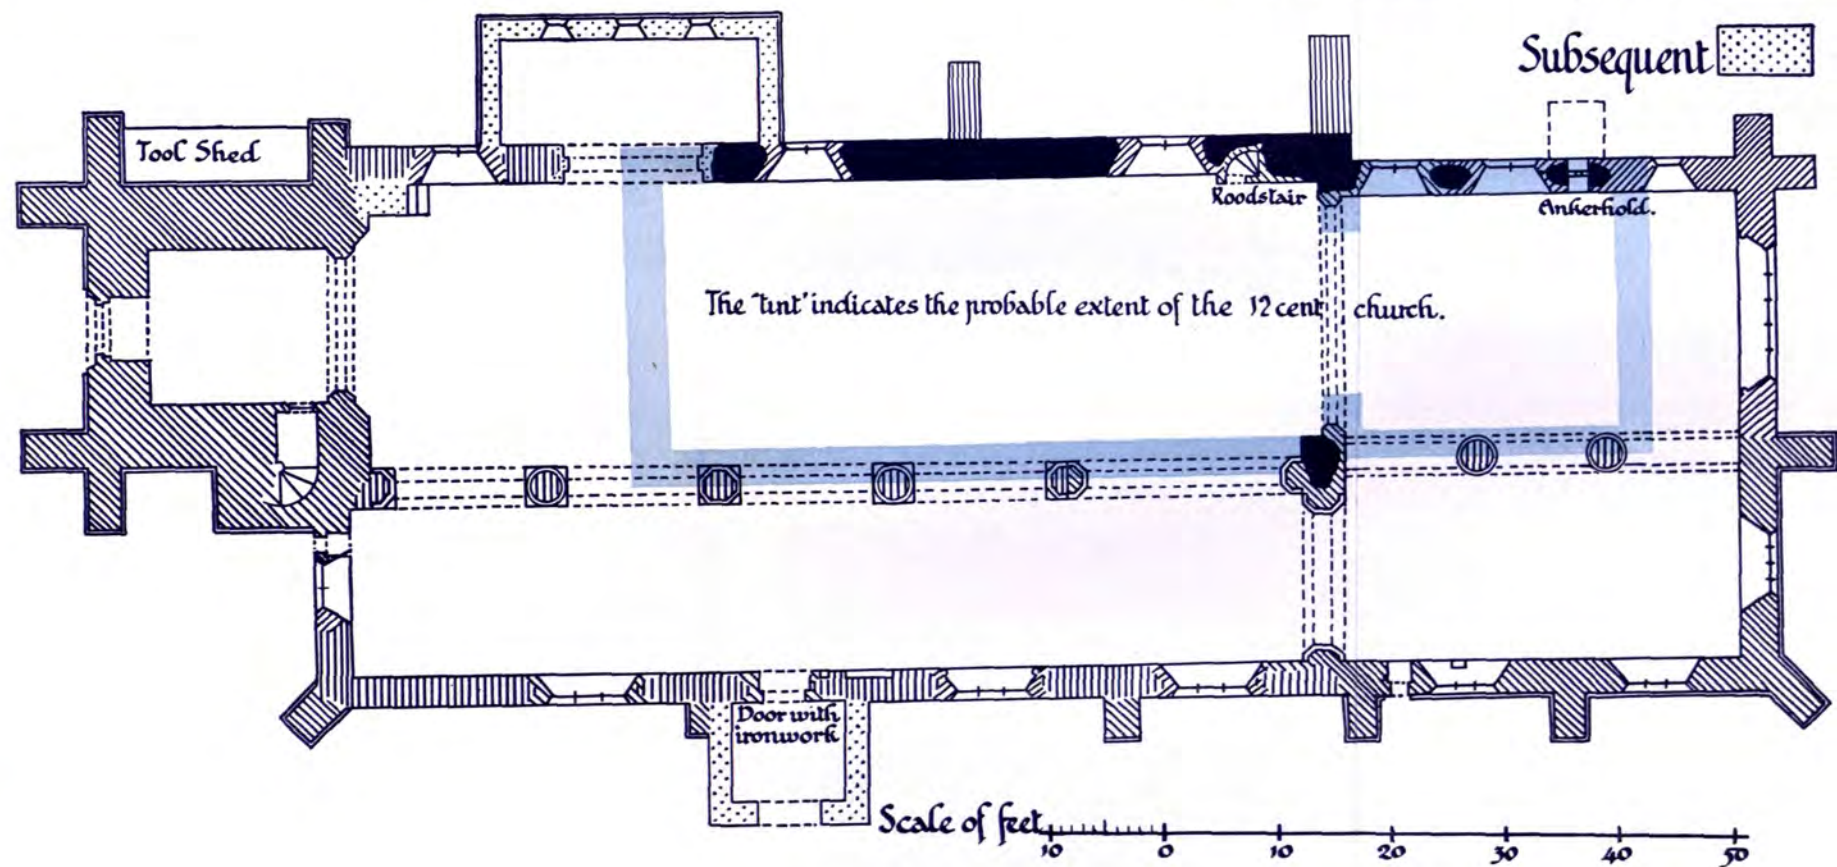 Subsequent
Tool Shed
Roodstair
Ankerhold.
The "tint" indicates the probable extent of the 12 cent church.
Door with
ironwork
Scale of feet
10 0 10 20 30 40 50